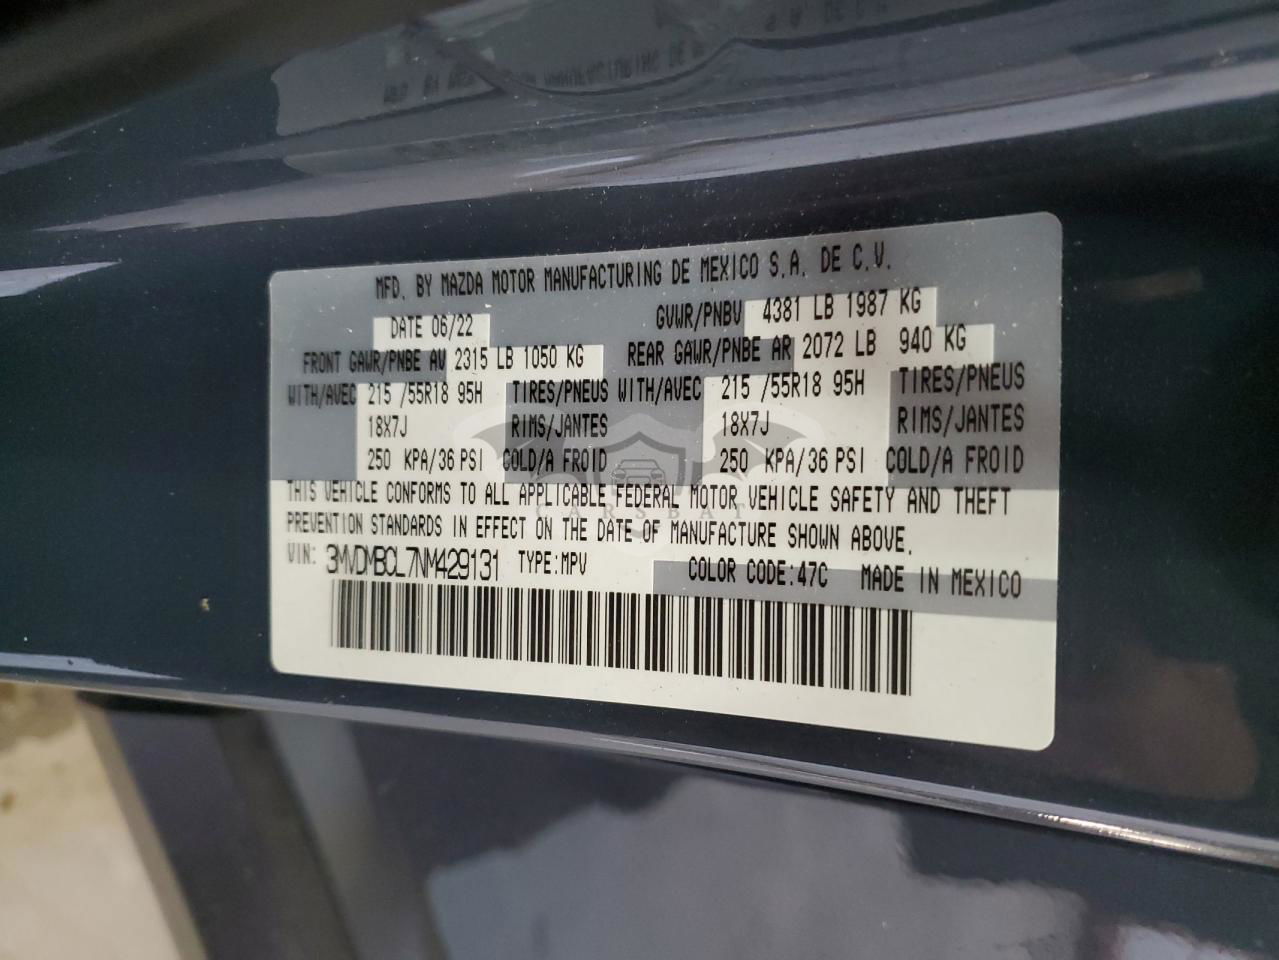 MFD. BY MAZDA MOTOR MANUFACTURING DE MEXICO S.A. DE C.V.
DATE 06/22 GVWR/PNBV 4381 LB 1987 KG
FRONT GAWR/PNBE AV 2315 LB 1050 KG REAR GAWR/PNBE AR 2072 LB 940 KG
WITH/AVEC 215 /55R18 95H TIRES/PNEUS WITH/AVEC 215 /55R18 95H TIRES/PNEUS
18X7J RIMS/JANTES 18X7J RIMS/JANTES
250 KPA/36 PSI COLD/A FROID 250 KPA/36 PSI COLD/A FROID
THIS VEHICLE CONFORMS TO ALL APPLICABLE FEDERAL MOTOR VEHICLE SAFETY AND THEFT
CARSBAT
PREVENTION STANDARDS IN EFFECT ON THE DATE OF MANUFACTURE SHOWN ABOVE.
VIN: 3MVDMBCL7NM429131 TYPE:MPV COLOR CODE:47C MADE IN MEXICO